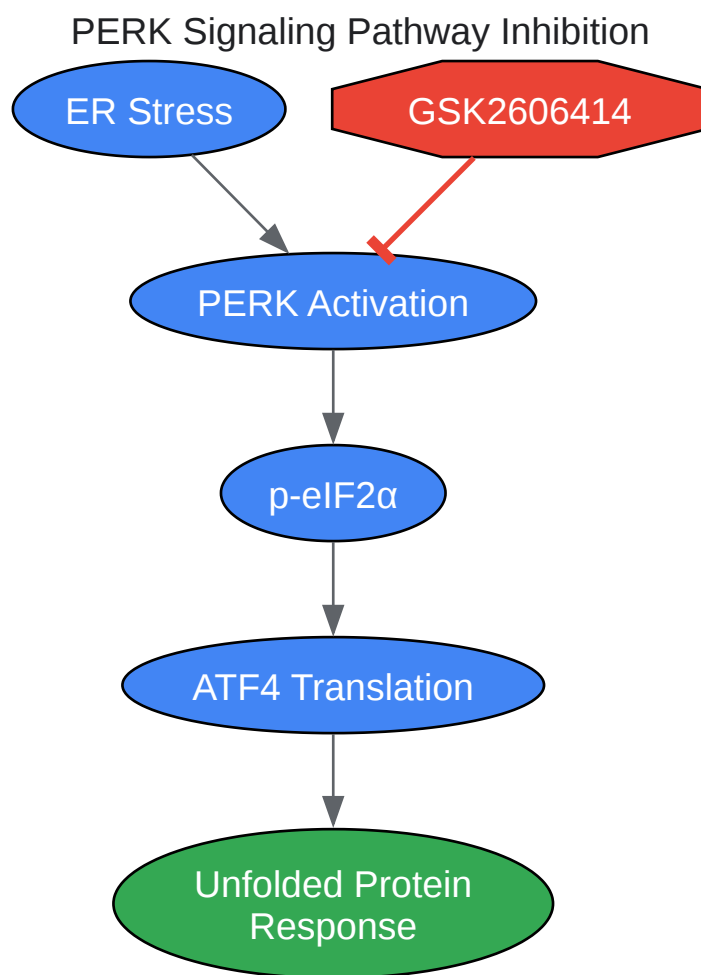 PERK Signaling Pathway Inhibition
ER Stress
GSK2606414
PERK Activation
p-eIF2α
ATF4 Translation
Unfolded Protein
Response